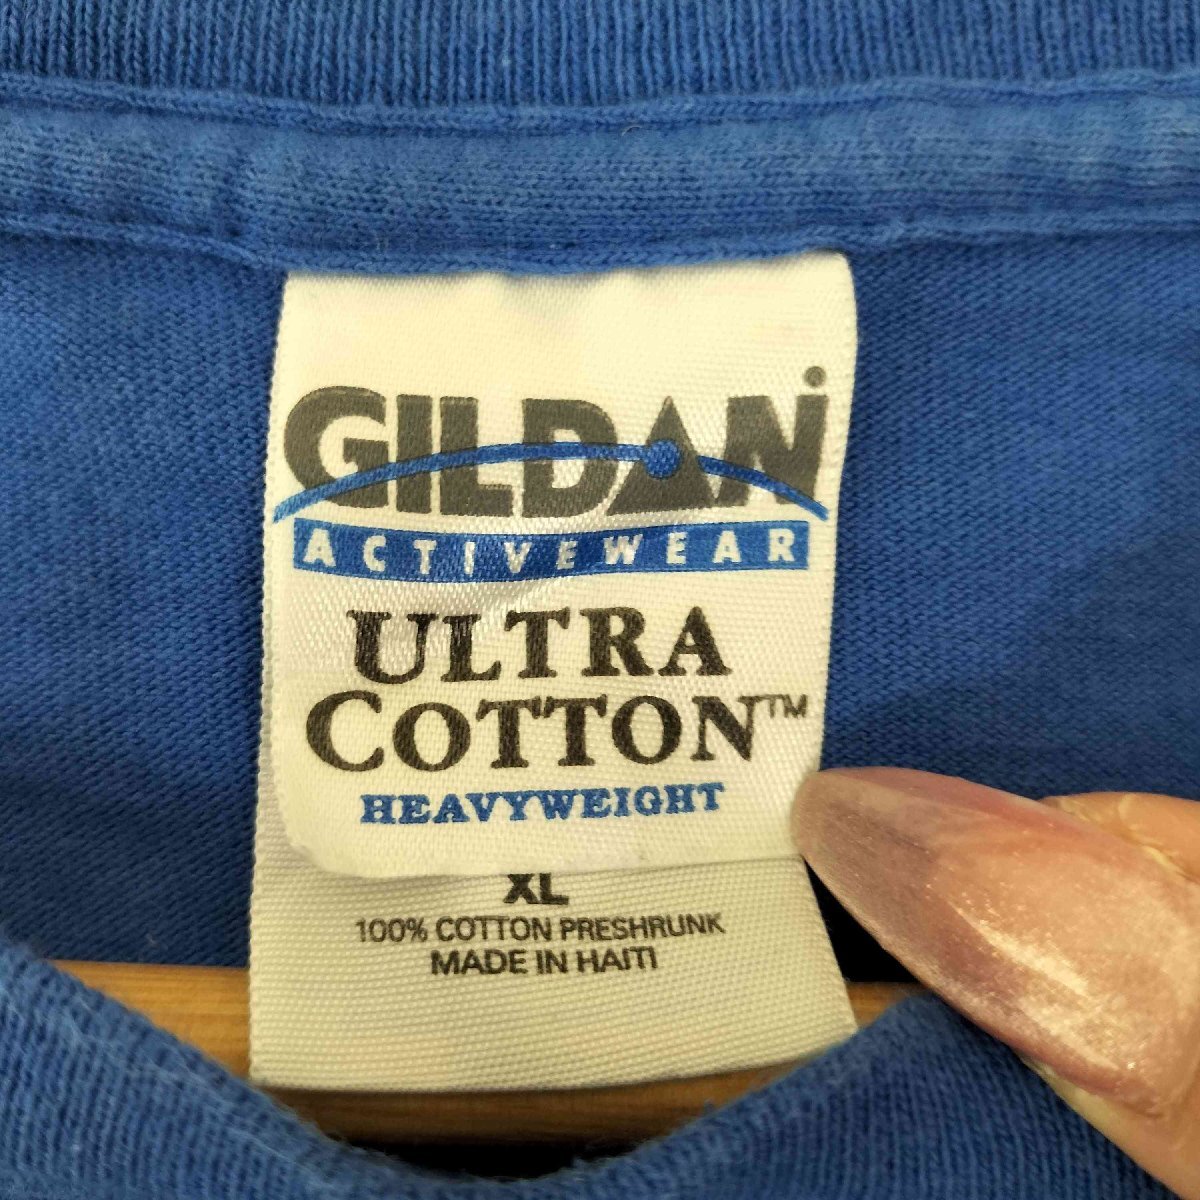 GILDAN
ACTIVEWEAR
ULTRA
COTTON™
HEAVYWEIGHT
XL
100% COTTON PRESHRUNK
MADE IN HAITI